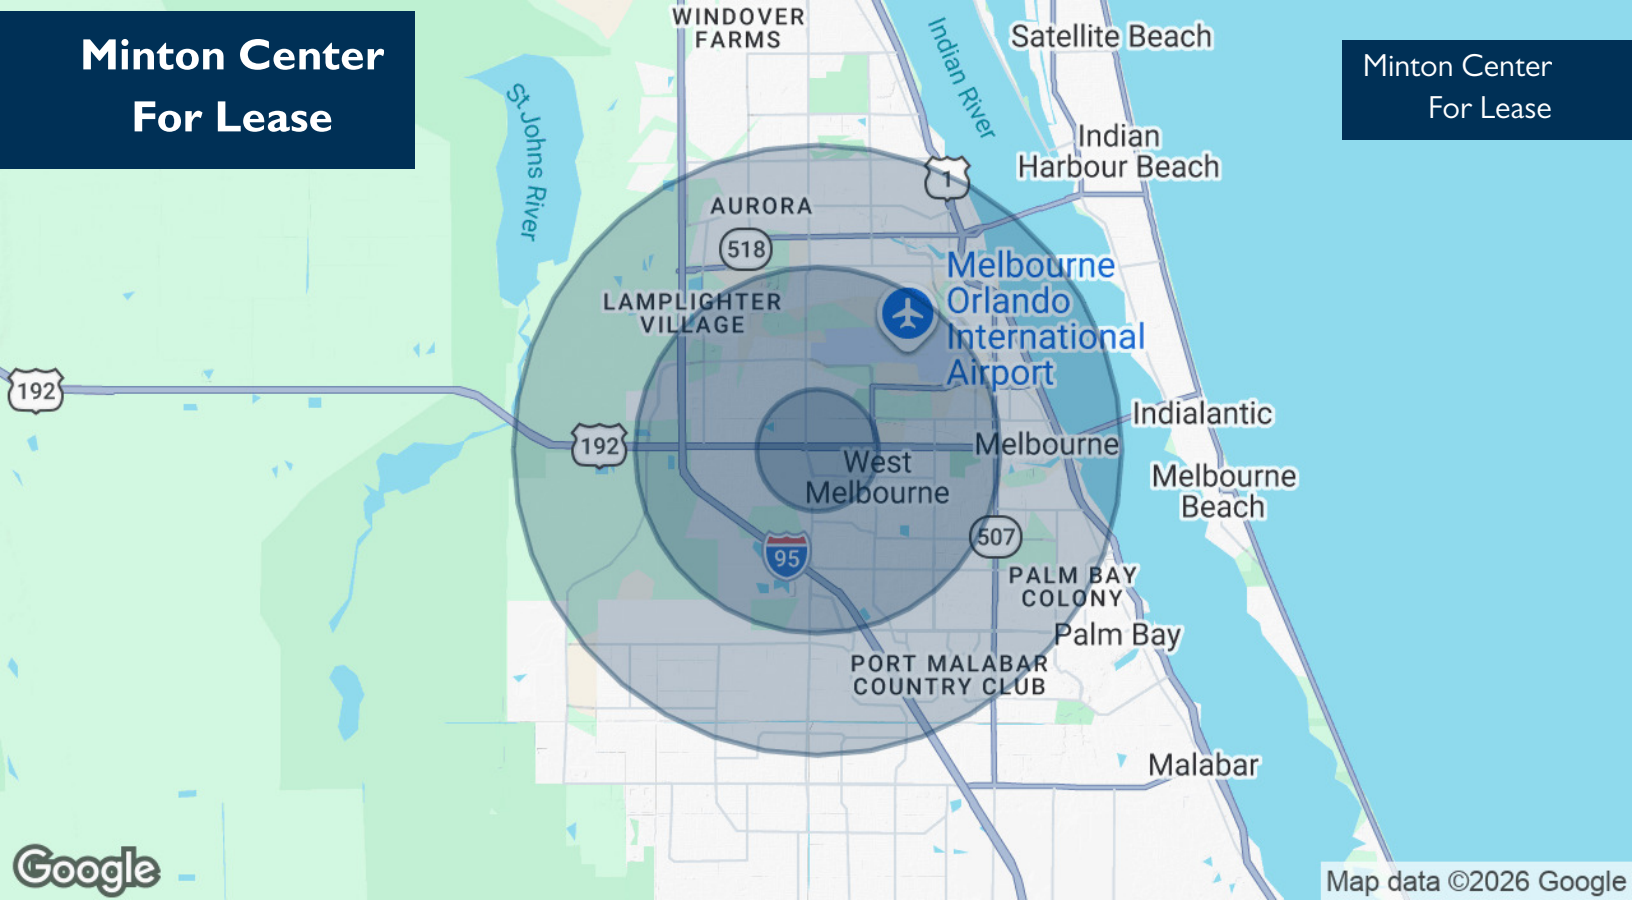 Minton Center
For Lease
Minton Center
For Lease
WINDOVER
FARMS
Satellite Beach
Indian River
St Johns River
Indian
Harbour Beach
1
AURORA
518
Melbourne
Orlando
International
Airport
LAMPLIGHTER
VILLAGE
192
192
Indialantic
Melbourne
West
Melbourne
Melbourne
Beach
507
95
PALM BAY
COLONY
Palm Bay
PORT MALABAR
COUNTRY CLUB
Malabar
Google
Map data ©2026 Google